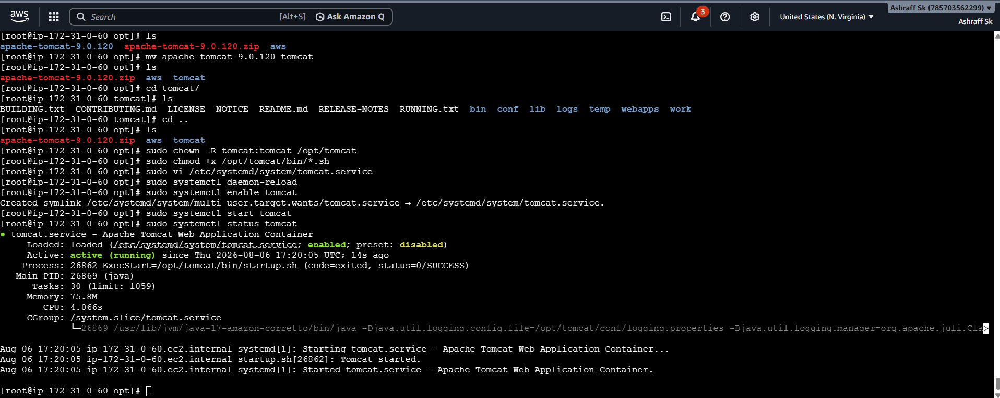 aws
Search [Alt+S] Ask Amazon Q
3
United States (N. Virginia) ▼
Ashraff Sk (785703562299) ▼
Ashraff Sk
[root@ip-172-31-0-60 opt]# ls
apache-tomcat-9.0.120  apache-tomcat-9.0.120.zip  aws
[root@ip-172-31-0-60 opt]# mv apache-tomcat-9.0.120 tomcat
[root@ip-172-31-0-60 opt]# ls
apache-tomcat-9.0.120.zip  aws  tomcat
[root@ip-172-31-0-60 opt]# cd tomcat/
[root@ip-172-31-0-60 tomcat]# ls
BUILDING.txt  CONTRIBUTING.md  LICENSE  NOTICE  README.md  RELEASE-NOTES  RUNNING.txt  bin  conf  lib  logs  temp  webapps  work
[root@ip-172-31-0-60 tomcat]# cd ..
[root@ip-172-31-0-60 opt]# ls
apache-tomcat-9.0.120.zip  aws  tomcat
[root@ip-172-31-0-60 opt]# sudo chown -R tomcat:tomcat /opt/tomcat
[root@ip-172-31-0-60 opt]# sudo chmod +x /opt/tomcat/bin/*.sh
[root@ip-172-31-0-60 opt]# sudo vi /etc/systemd/system/tomcat.service
[root@ip-172-31-0-60 opt]# sudo systemctl daemon-reload
[root@ip-172-31-0-60 opt]# sudo systemctl enable tomcat
Created symlink /etc/systemd/system/multi-user.target.wants/tomcat.service → /etc/systemd/system/tomcat.service.
[root@ip-172-31-0-60 opt]# sudo systemctl start tomcat
[root@ip-172-31-0-60 opt]# sudo systemctl status tomcat
● tomcat.service - Apache Tomcat Web Application Container
     Loaded: loaded (/etc/systemd/system/tomcat.service; enabled; preset: disabled)
     Active: active (running) since Thu 2026-08-06 17:20:05 UTC; 14s ago
    Process: 26862 ExecStart=/opt/tomcat/bin/startup.sh (code=exited, status=0/SUCCESS)
   Main PID: 26869 (java)
      Tasks: 30 (limit: 1059)
     Memory: 75.8M
        CPU: 4.066s
     CGroup: /system.slice/tomcat.service
             └─26869 /usr/lib/jvm/java-17-amazon-corretto/bin/java -Djava.util.logging.config.file=/opt/tomcat/conf/logging.properties -Djava.util.logging.manager=org.apache.juli.Cla>
Aug 06 17:20:05 ip-172-31-0-60.ec2.internal systemd[1]: Starting tomcat.service - Apache Tomcat Web Application Container...
Aug 06 17:20:05 ip-172-31-0-60.ec2.internal startup.sh[26862]: Tomcat started.
Aug 06 17:20:05 ip-172-31-0-60.ec2.internal systemd[1]: Started tomcat.service - Apache Tomcat Web Application Container.
[root@ip-172-31-0-60 opt]#